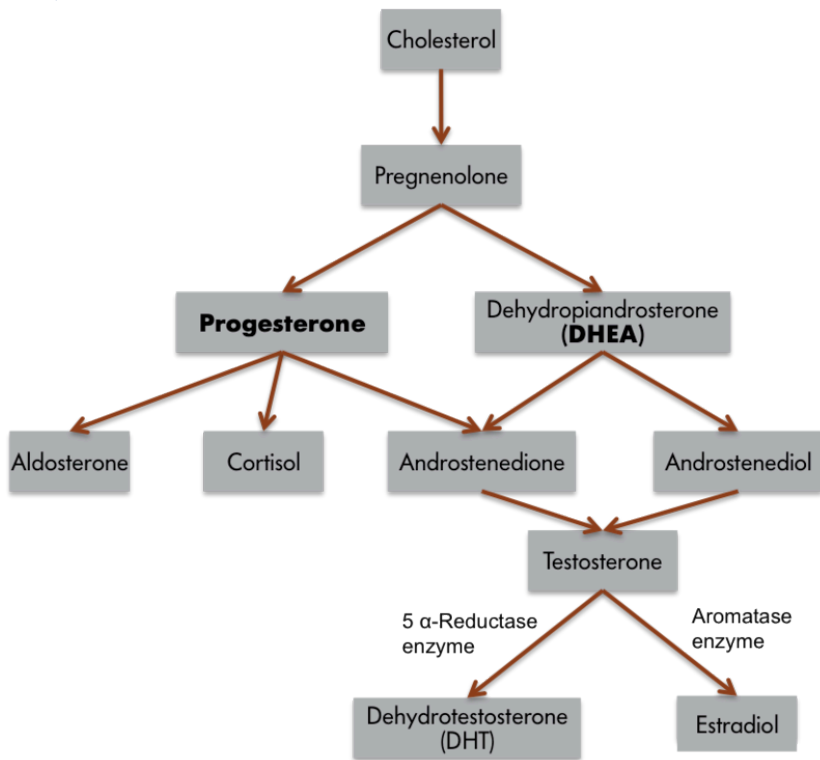 Cholesterol
Pregnenolone
Progesterone
Dehydropiandrosterone
(DHEA)
Aldosterone
Cortisol
Androstenedione
Androstenediol
Testosterone
5 α-Reductase
enzyme
Aromatase
enzyme
Dehydrotestosterone
(DHT)
Estradiol